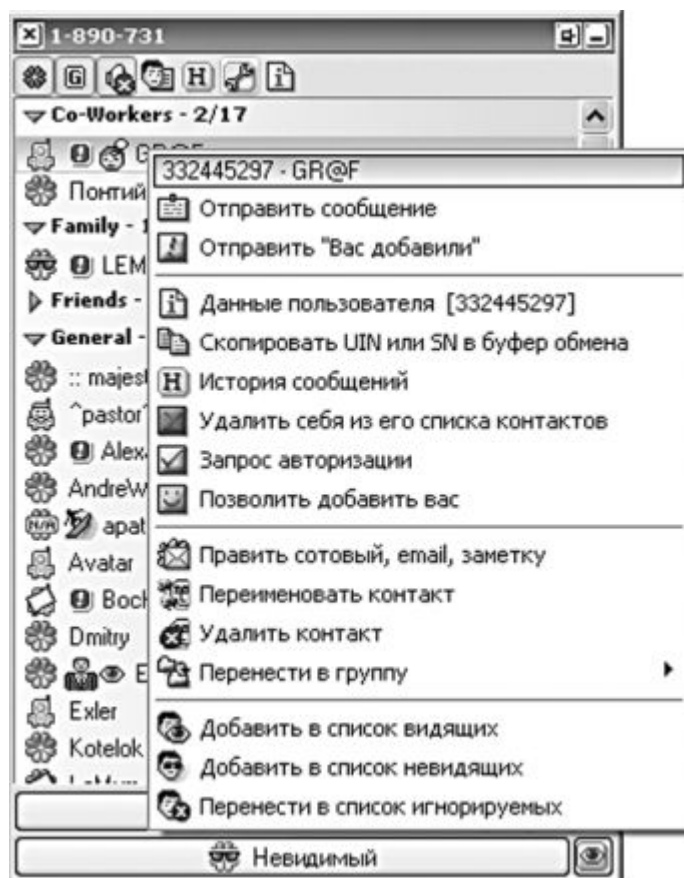 1-890-731
Co-Workers - 2/17
332445297 - GR@F
Понтий
Отправить сообщение
Отправить "Вас добавили"
Family -
LEM
Friends -
Данные пользователя [332445297]
General -
Скопировать UIN или SN в буфер обмена
:: majest
История сообщений
^pastor^
Удалить себя из его списка контактов
Alex
Запрос авторизации
AndreW
Позволить добавить вас
N/A apat
Править сотовый, email, заметку
Avatar
Переименовать контакт
Boch
Dmitry
Удалить контакт
E
Перенести в группу
Exler
Добавить в список видящих
Kotelok
Добавить в список невидящих
Перенести в список игнорируемых
Невидимый